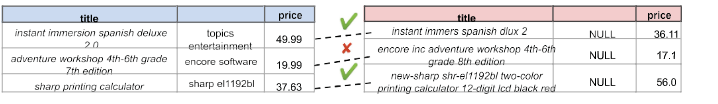 title price
instant immersion spanish deluxe 2.0 topics entertainment 49.99
adventure workshop 4th-6th grade 7th edition encore software 19.99
sharp printing calculator sharp el1192bl 37.63
title price
instant immers spanish dlux 2 NULL 36.11
encore inc adventure workshop 4th-6th grade 8th edition NULL 17.1
new-sharp shr-el1192bl two-color printing calculator 12-digit lcd black red NULL 56.0